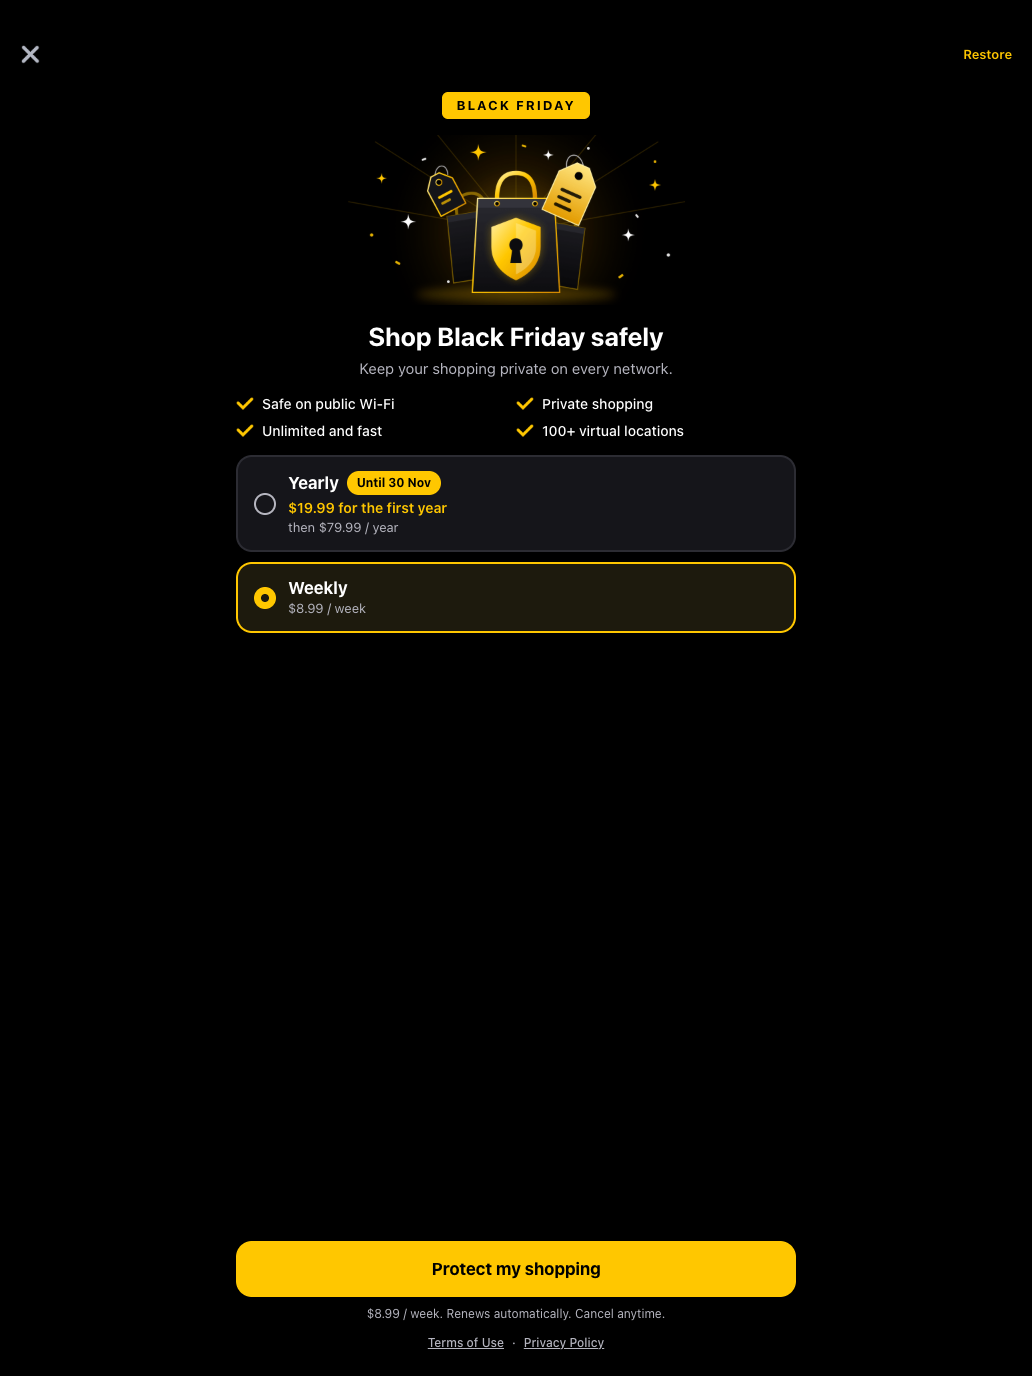 Restore
BLACK FRIDAY
Shop Black Friday safely
Keep your shopping private on every network.
Safe on public Wi-Fi
Private shopping
Unlimited and fast
100+ virtual locations
Yearly Until 30 Nov
$19.99 for the first year
then $79.99 / year
Weekly
$8.99 / week
Protect my shopping
$8.99 / week. Renews automatically. Cancel anytime.
Terms of Use · Privacy Policy